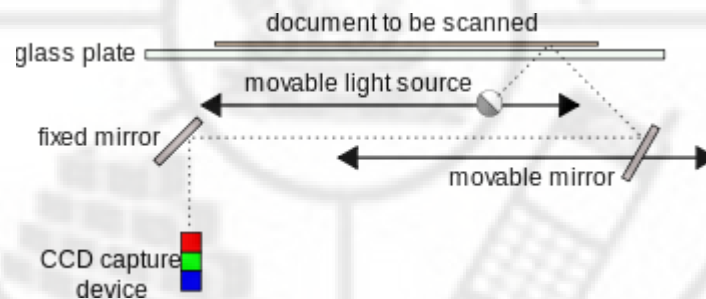 document to be scanned
glass plate
movable light source
fixed mirror
movable mirror
CCD capture
device